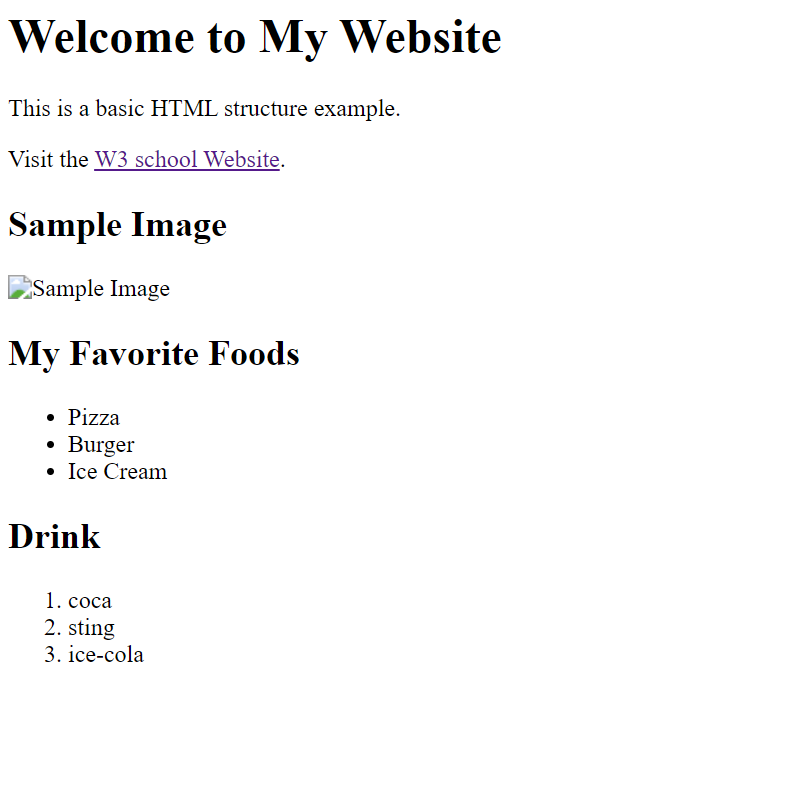 Welcome to My Website
This is a basic HTML structure example.
Visit the W3 school Website.
Sample Image
Sample Image
My Favorite Foods
• Pizza
• Burger
• Ice Cream
Drink
1. coca
2. sting
3. ice-cola